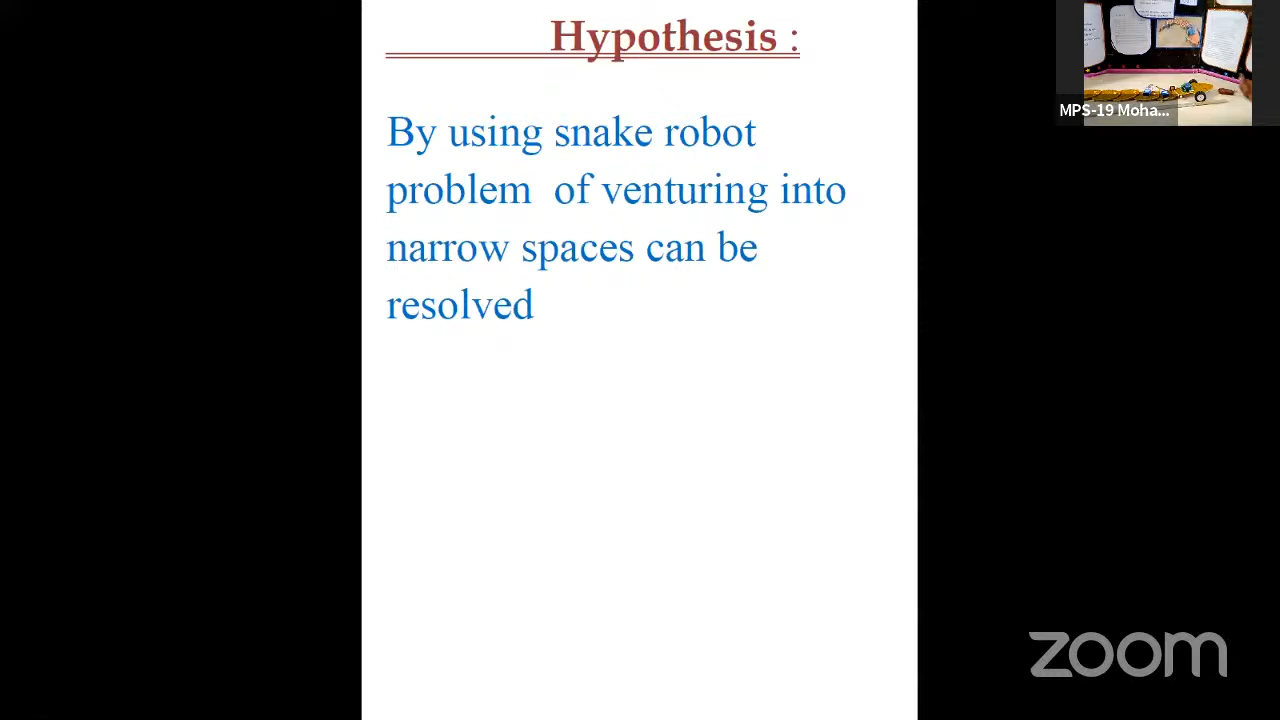 Hypothesis :
By using snake robot
problem of venturing into
narrow spaces can be
resolved
MPS-19 Moha...
zoom